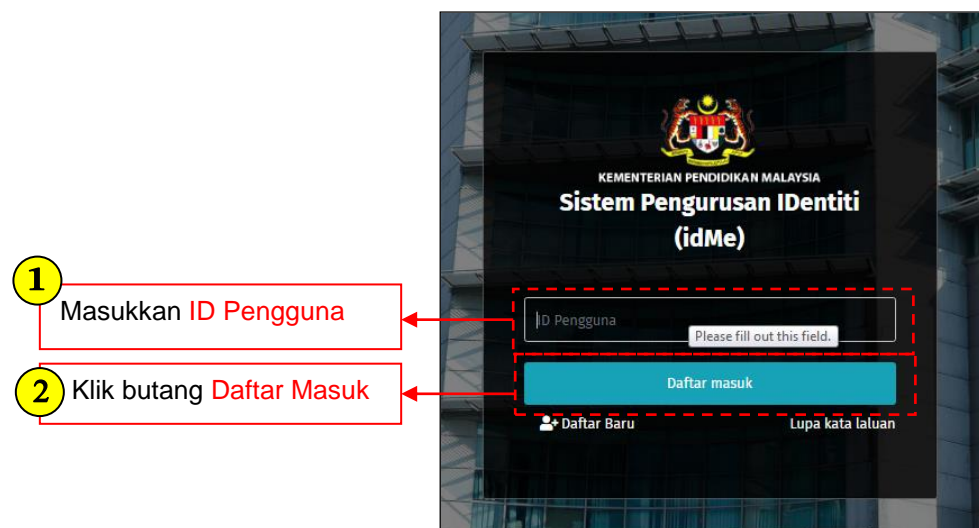 KEMENTERIAN PENDIDIKAN MALAYSIA
Sistem Pengurusan IDentiti
(idMe)
1
Masukkan ID Pengguna
ID Pengguna
Please fill out this field.
2
Klik butang Daftar Masuk
Daftar masuk
Daftar Baru
Lupa kata laluan